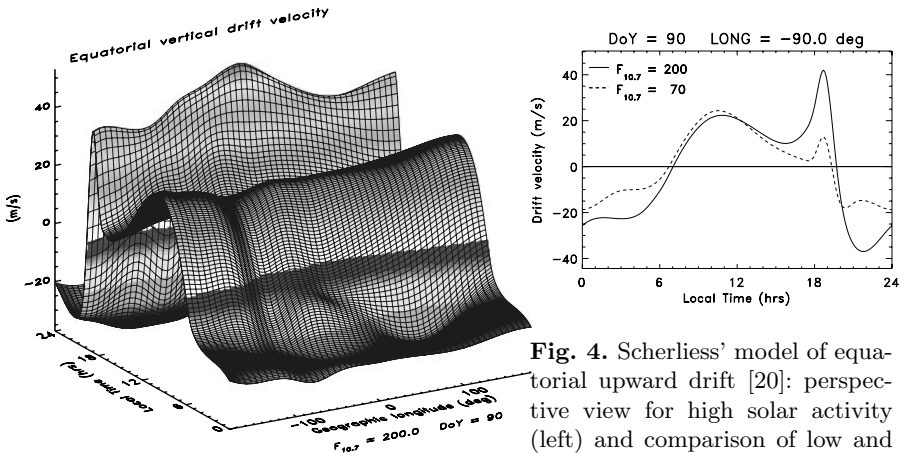 Equatorial vertical drift velocity
(m/s)
40
20
0
−20
24
18
12
6
0
Local Time (hrs)
−100
0
100
Geographic longitude (deg)
F10.7 = 200.0 DoY = 90
DoY = 90 LONG = −90.0 deg
F10.7 = 200
F10.7 = 70
Drift velocity (m/s)
40
20
0
−20
−40
0
6
12
18
24
Local Time (hrs)
Fig. 4. Scherliess’ model of equa-
torial upward drift [20]: perspec-
tive view for high solar activity
(left) and comparison of low and